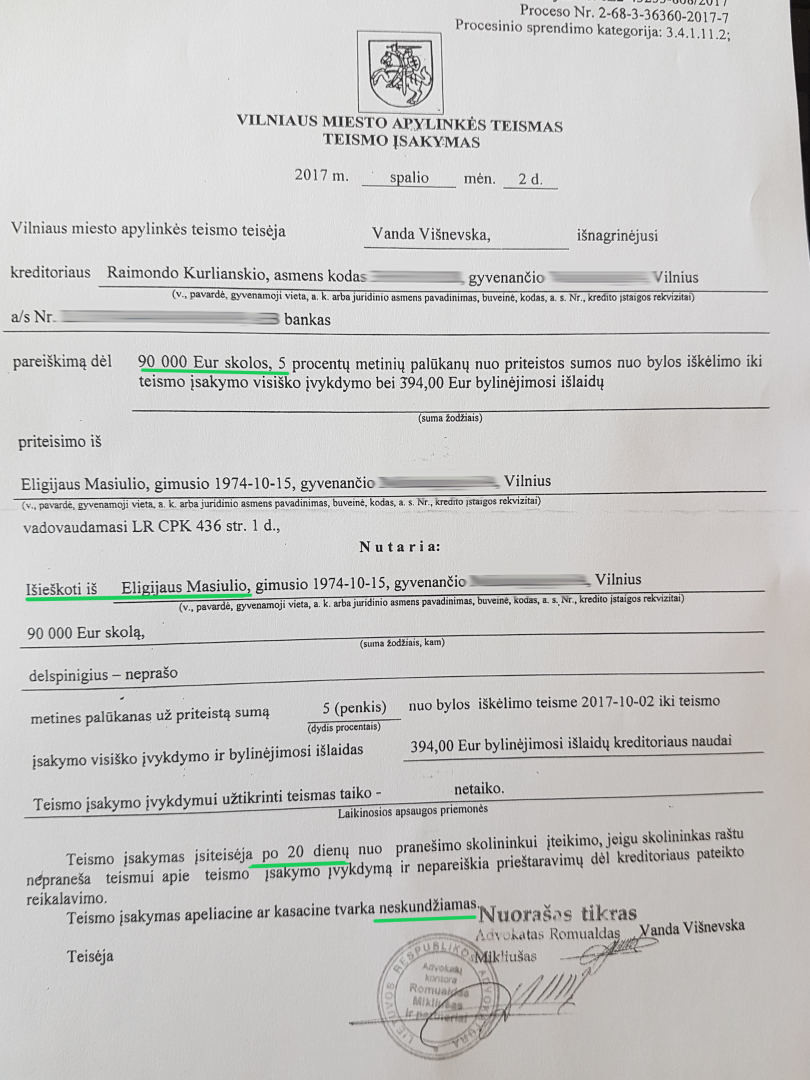 Proceso Nr. 2-68-3-36360-2017-7
Procesinio sprendimo kategorija: 3.4.1.11.2;
VILNIAUS MIESTO APYLINKĖS TEISMAS
TEISMO ĮSAKYMAS
2017 m. spalio mėn. 2 d.
Vilniaus miesto apylinkės teismo teisėja Vanda Višnevska, išnagrinėjusi
kreditoriaus Raimondo Kurlianskio, asmens kodas , gyvenančio Vilnius
(v., pavardė, gyvenamoji vieta, a. k. arba juridinio asmens pavadinimas, buveinė, kodas, a. s. Nr., kredito įstaigos rekvizitai)
a/s Nr. bankas
pareiškimą dėl 90 000 Eur skolos, 5 procentų metinių palūkanų nuo priteistos sumos nuo bylos iškėlimo iki
teismo įsakymo visiško įvykdymo bei 394,00 Eur bylinėjimosi išlaidų
(suma žodžiais)
priteisimo iš
Eligijaus Masiulio, gimusio 1974-10-15, gyvenančio , Vilnius
(v., pavardė, gyvenamoji vieta, a. k. arba juridinio asmens pavadinimas, buveinė, kodas, a. s. Nr., kredito įstaigos rekvizitai)
vadovaudamasi LR CPK 436 str. 1 d.,
Nutaria:
Išieškoti iš Eligijaus Masiulio, gimusio 1974-10-15, gyvenančio , Vilnius
(v., pavardė, gyvenamoji vieta, a. k. arba juridinio asmens pavadinimas, buveinė, kodas, a. s. Nr., kredito įstaigos rekvizitai)
90 000 Eur skolą,
(suma žodžiais, kam)
delspinigius – neprašo
metines palūkanas už priteistą sumą 5 (penkis) nuo bylos iškėlimo teisme 2017-10-02 iki teismo
(dydis procentais)
įsakymo visiško įvykdymo ir bylinėjimosi išlaidas 394,00 Eur bylinėjimosi išlaidų kreditoriaus naudai
Teismo įsakymo įvykdymui užtikrinti teismas taiko - netaiko.
Laikinosios apsaugos priemonės
Teismo įsakymas įsiteisėja po 20 dienų nuo pranešimo skolininkui įteikimo, jeigu skolininkas raštu
nepraneša teismui apie teismo įsakymo įvykdymą ir nepareiškia prieštaravimų dėl kreditoriaus pateikto
reikalavimo.
Teismo įsakymas apeliacine ar kasacine tvarka neskundžiamas.
Nuorašas tikras
Advokatas Romualdas
Mikliušas
Teisėja Vanda Višnevska
LIETUVOS RESPUBLIKOS ADVOKATŪRA
Advokatų
kontora
Romualdas
Mikliušas
ir partneriai